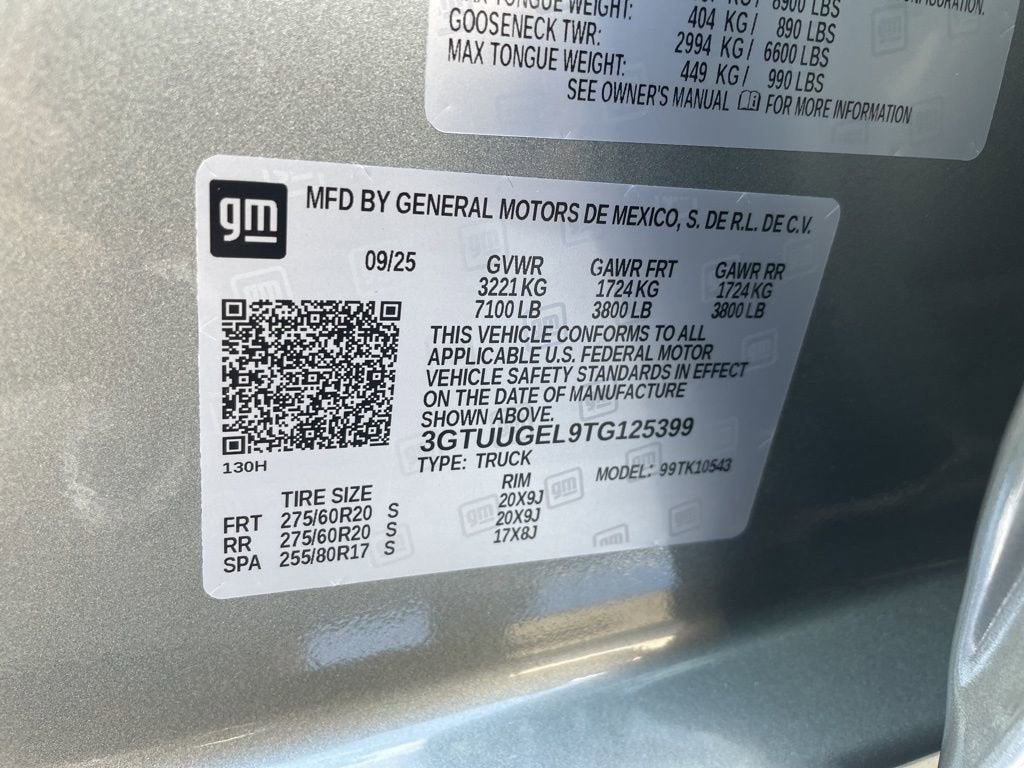 MAX TONGUE WEIGHT: 404 KG/ 890 LBS
GOOSENECK TWR: 2994 KG/ 6600 LBS
MAX TONGUE WEIGHT: 449 KG/ 990 LBS
SEE OWNER'S MANUAL FOR MORE INFORMATION
gm
MFD BY GENERAL MOTORS DE MEXICO, S. DE R.L. DE C.V.
09/25 GVWR GAWR FRT GAWR RR
3221 KG 1724 KG 1724 KG
7100 LB 3800 LB 3800 LB
THIS VEHICLE CONFORMS TO ALL
APPLICABLE U.S. FEDERAL MOTOR
VEHICLE SAFETY STANDARDS IN EFFECT
ON THE DATE OF MANUFACTURE
SHOWN ABOVE.
3GTUUGEL9TG125399
130H
TYPE: TRUCK MODEL: 99TK10543
TIRE SIZE RIM
FRT 275/60R20 S 20X9J
RR 275/60R20 S 20X9J
SPA 255/80R17 S 17X8J